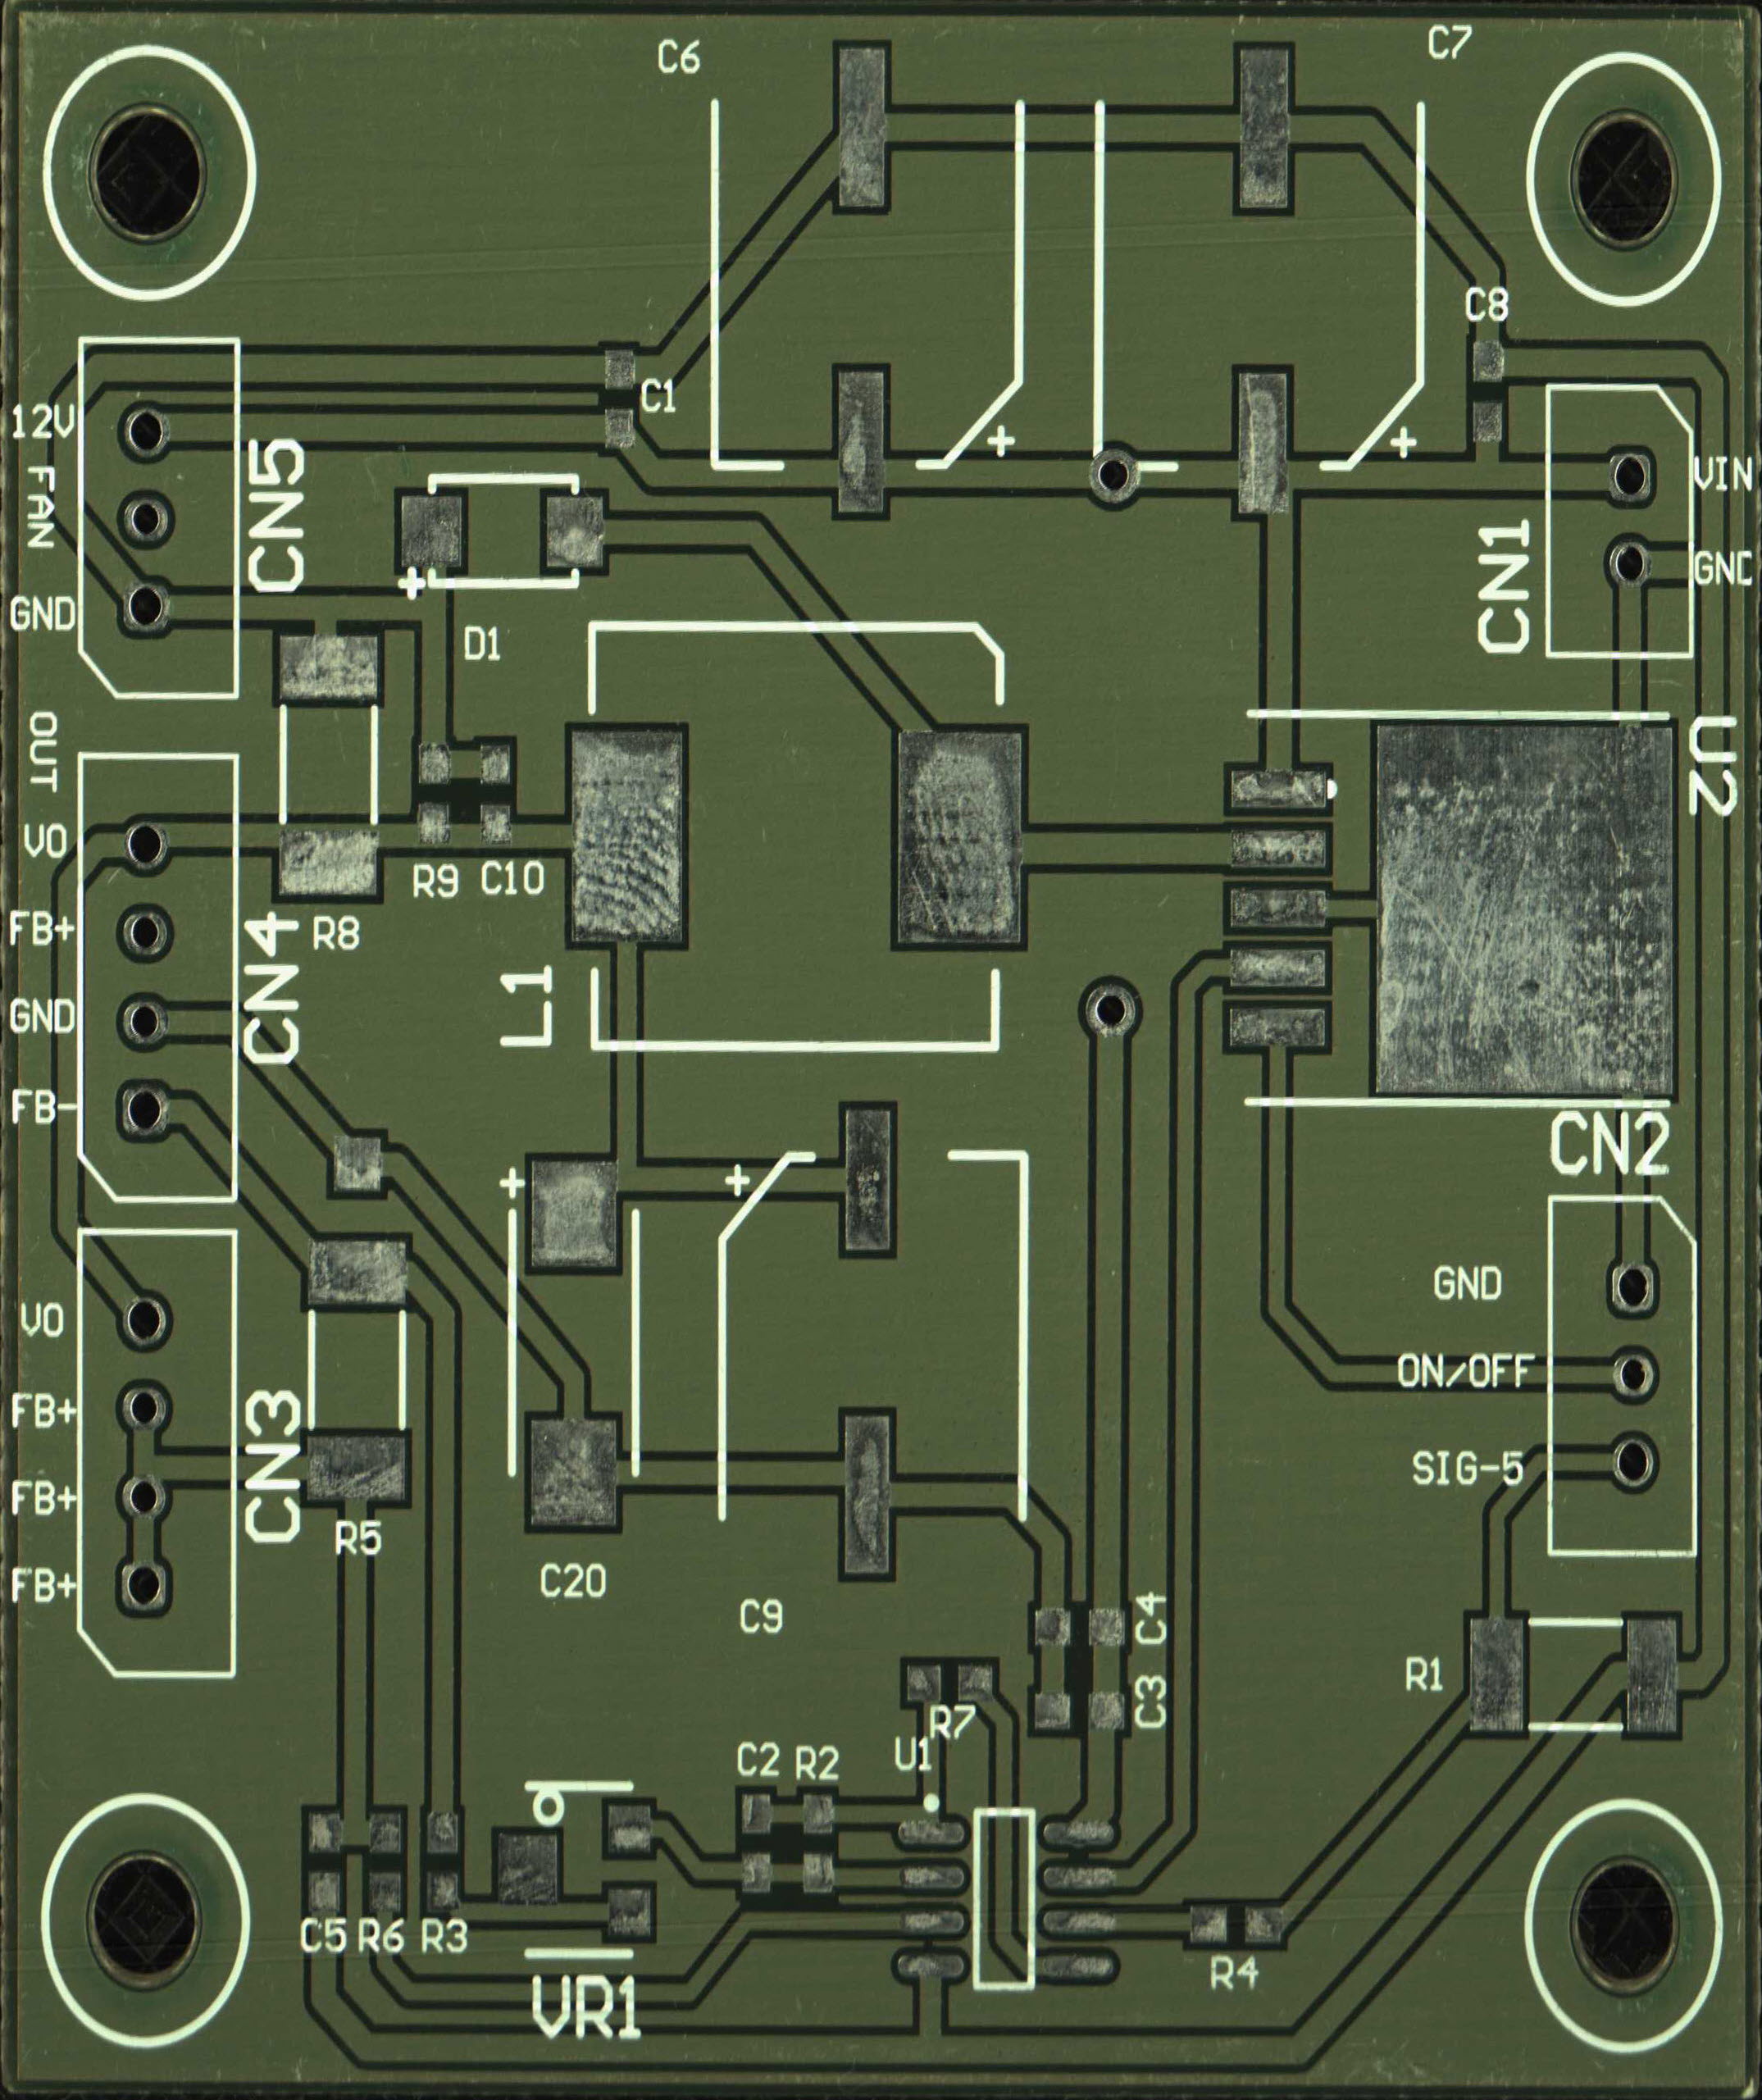 C6
C7
C8
C1
12V
FAN
GND
CN5
VIN
GND
CN1
+
+
+
D1
OUT
U2
VO
FB+
GND
FB-
CN4
R9
C10
R8
L1
CN2
+
+
GND
ON/OFF
SIG-5
VO
FB+
FB+
FB+
CN3
R5
C20
C9
C4
C3
R1
R7
U1
C2
R2
C5
R6
R3
VR1
R4